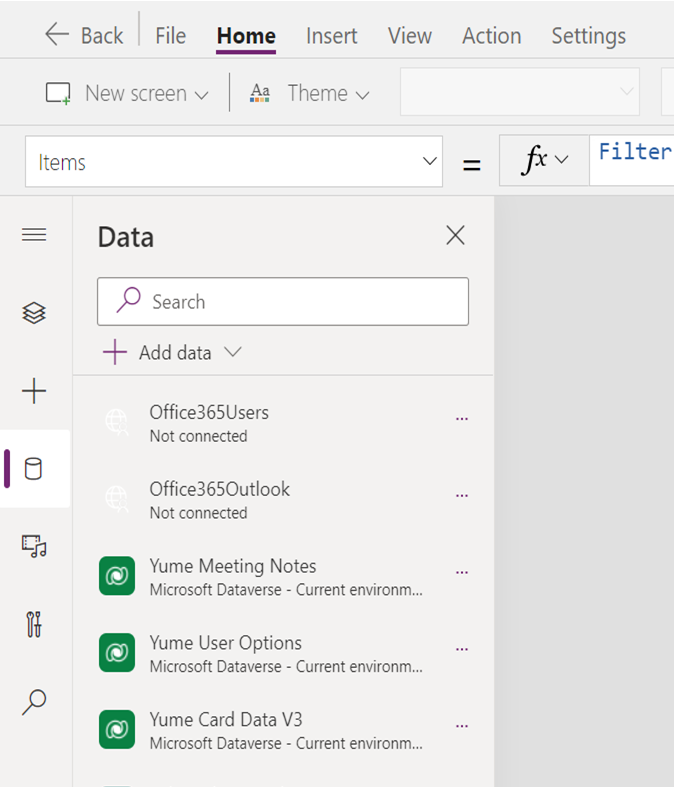 Back File Home Insert View Action Settings
New screen Aa Theme
Items = fx Filter
Data
Search
Add data
Office365Users ...
Not connected
Office365Outlook ...
Not connected
Yume Meeting Notes ...
Microsoft Dataverse - Current environm...
Yume User Options ...
Microsoft Dataverse - Current environm...
Yume Card Data V3 ...
Microsoft Dataverse - Current environm...